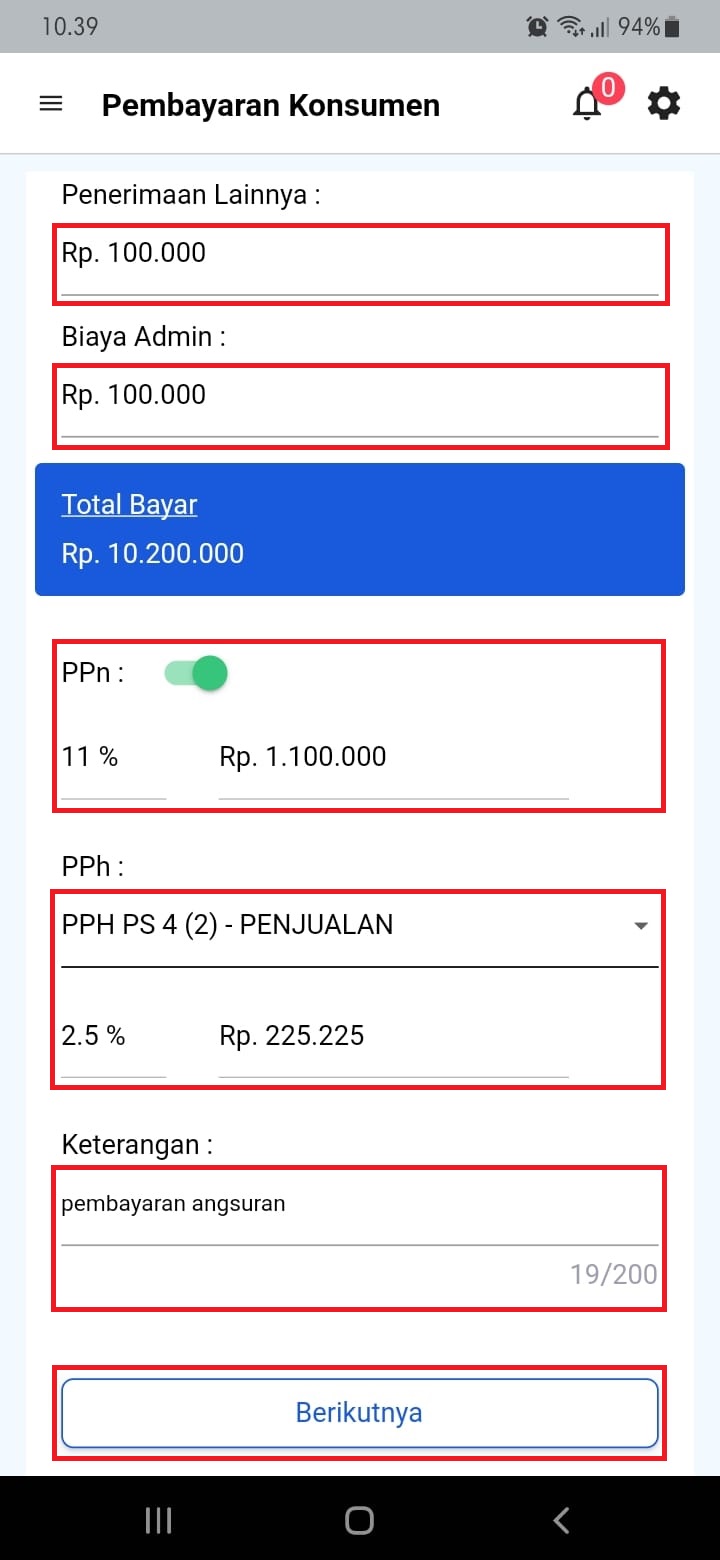 10.39
94%
Pembayaran Konsumen
0
Penerimaan Lainnya :
Rp. 100.000
Biaya Admin :
Rp. 100.000
Total Bayar
Rp. 10.200.000
PPn :
11 %
Rp. 1.100.000
PPh :
PPH PS 4 (2) - PENJUALAN
2.5 %
Rp. 225.225
Keterangan :
pembayaran angsuran
19/200
Berikutnya